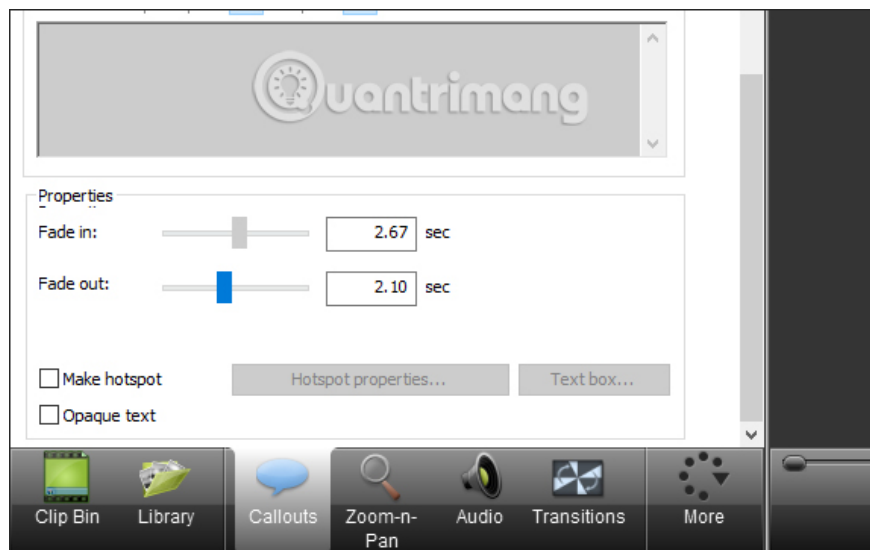 Quantrimang
Properties
Fade in: 2.67 sec
Fade out: 2.10 sec
Make hotspot Hotspot properties... Text box...
Opaque text
Clip Bin Library Callouts Zoom-n-Pan Audio Transitions More